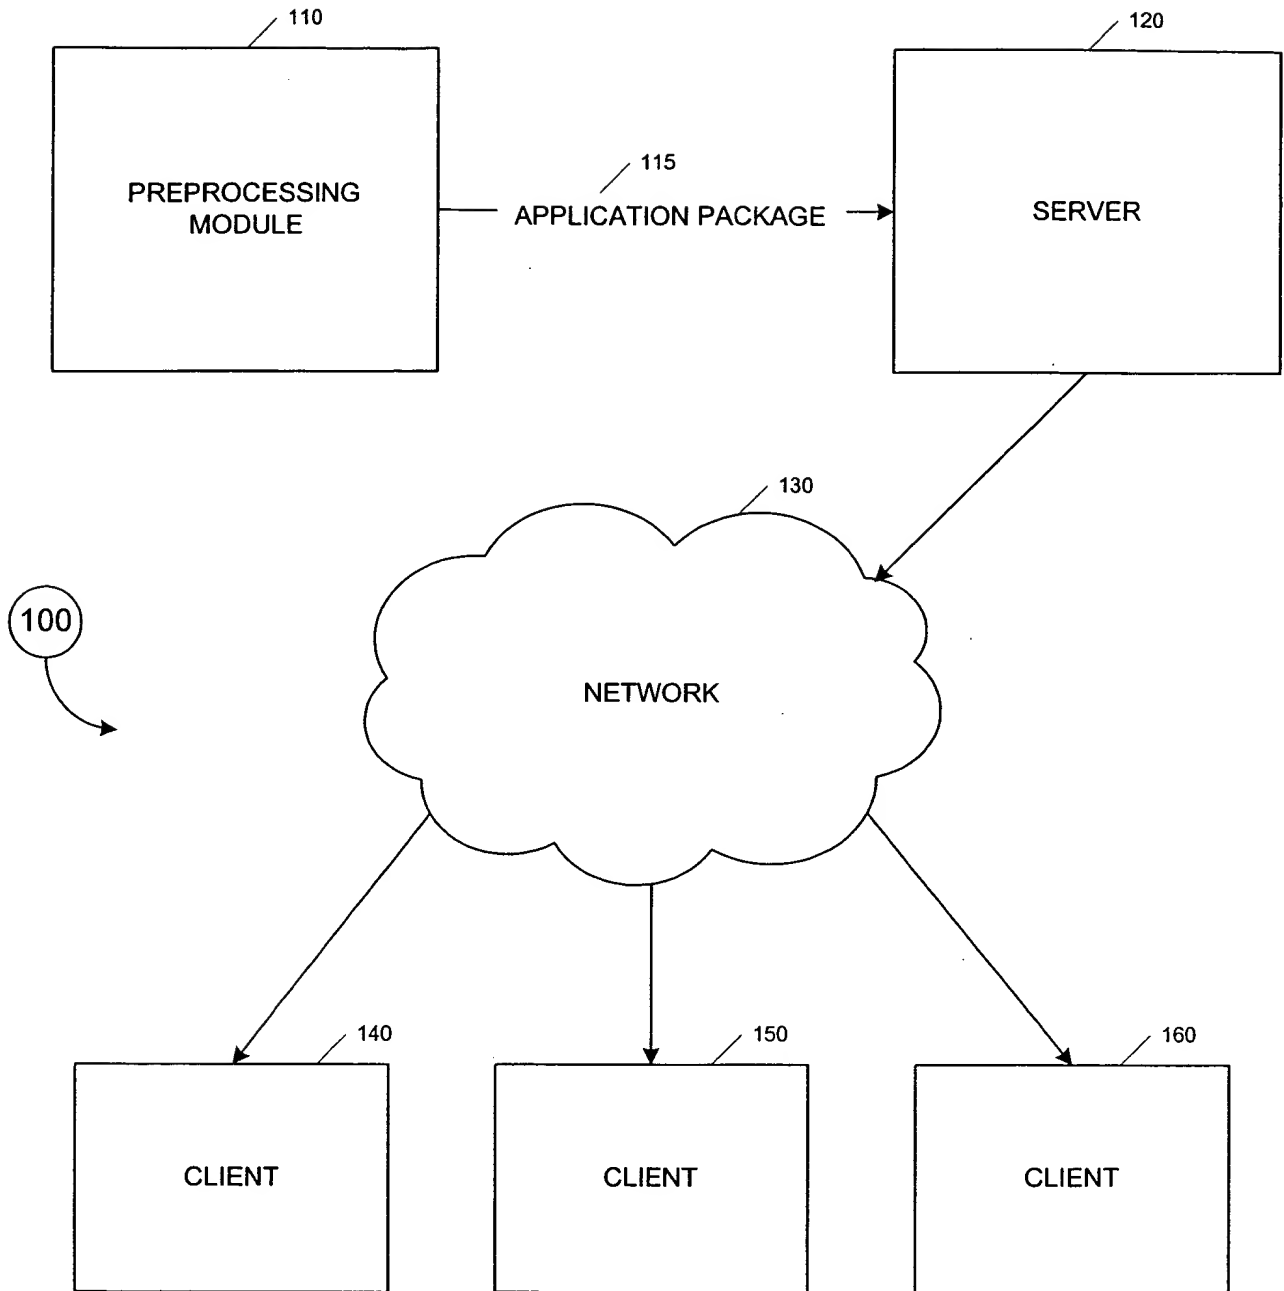 110
120
PREPROCESSING
MODULE
115
APPLICATION PACKAGE
SERVER
130
100
NETWORK
140
150
160
CLIENT
CLIENT
CLIENT